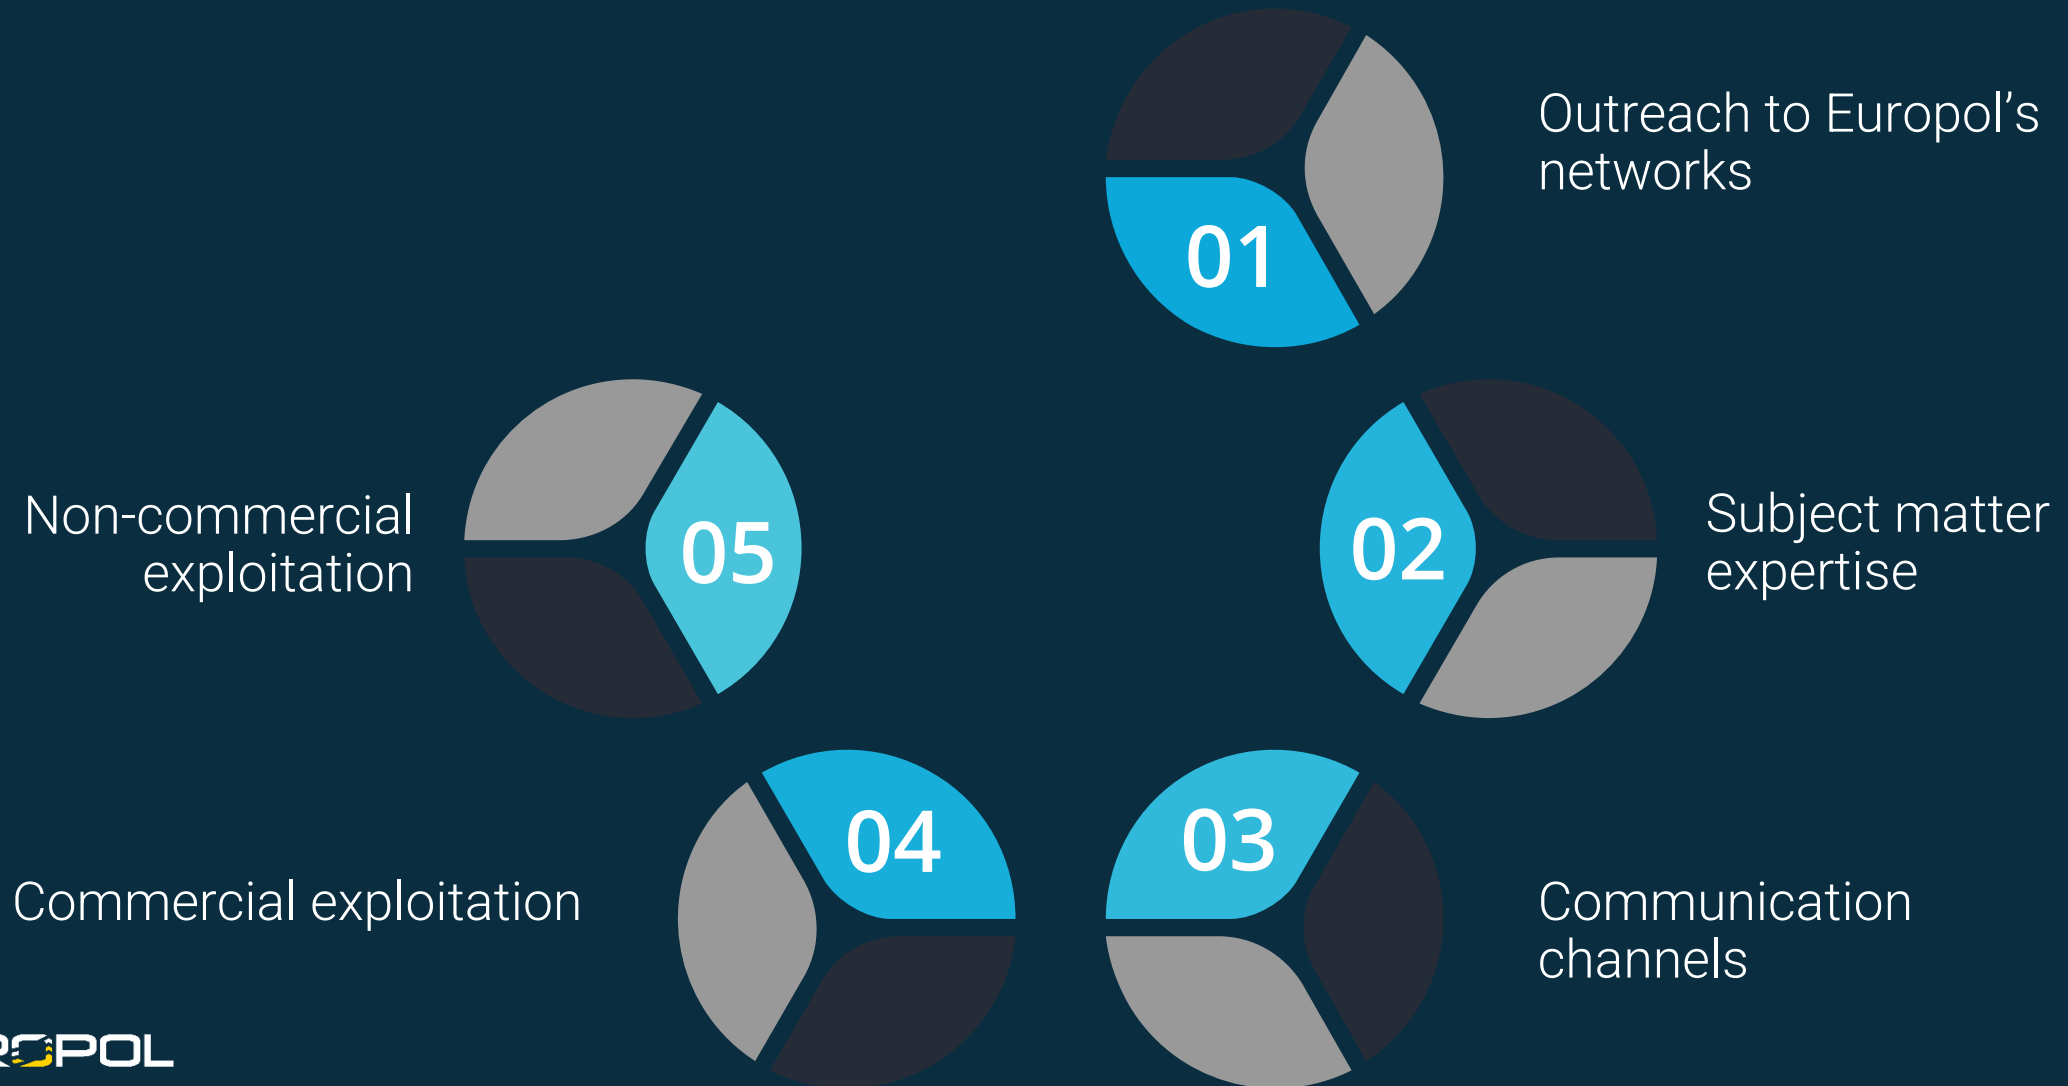 01
Outreach to Europol’s
networks
02
Subject matter
expertise
03
Communication
channels
04
Commercial exploitation
05
Non-commercial
exploitation
ROPOL